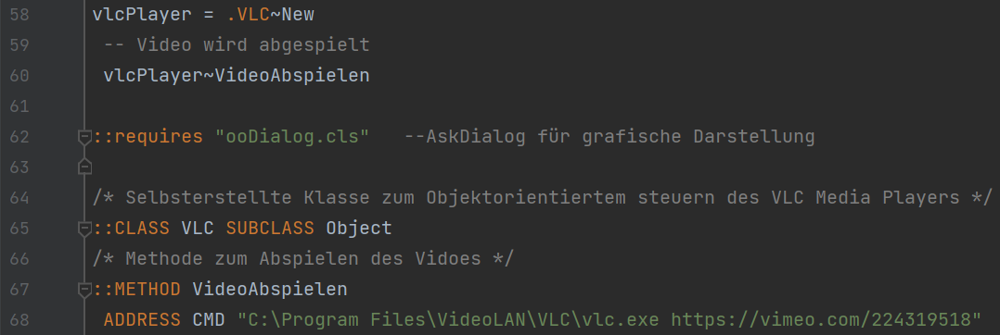 58 vlcPlayer = .VLC~New
59 -- Video wird abgespielt
60 vlcPlayer~VideoAbspielen
61
62 ::requires "ooDialog.cls" --AskDialog für grafische Darstellung
63
64 /* Selbsterstellte Klasse zum Objektorientiertem steuern des VLC Media Players */
65 ::CLASS VLC SUBCLASS Object
66 /* Methode zum Abspielen des Vidoes */
67 ::METHOD VideoAbspielen
68 ADDRESS CMD "C:\Program Files\VideoLAN\VLC\vlc.exe https://vimeo.com/224319518"